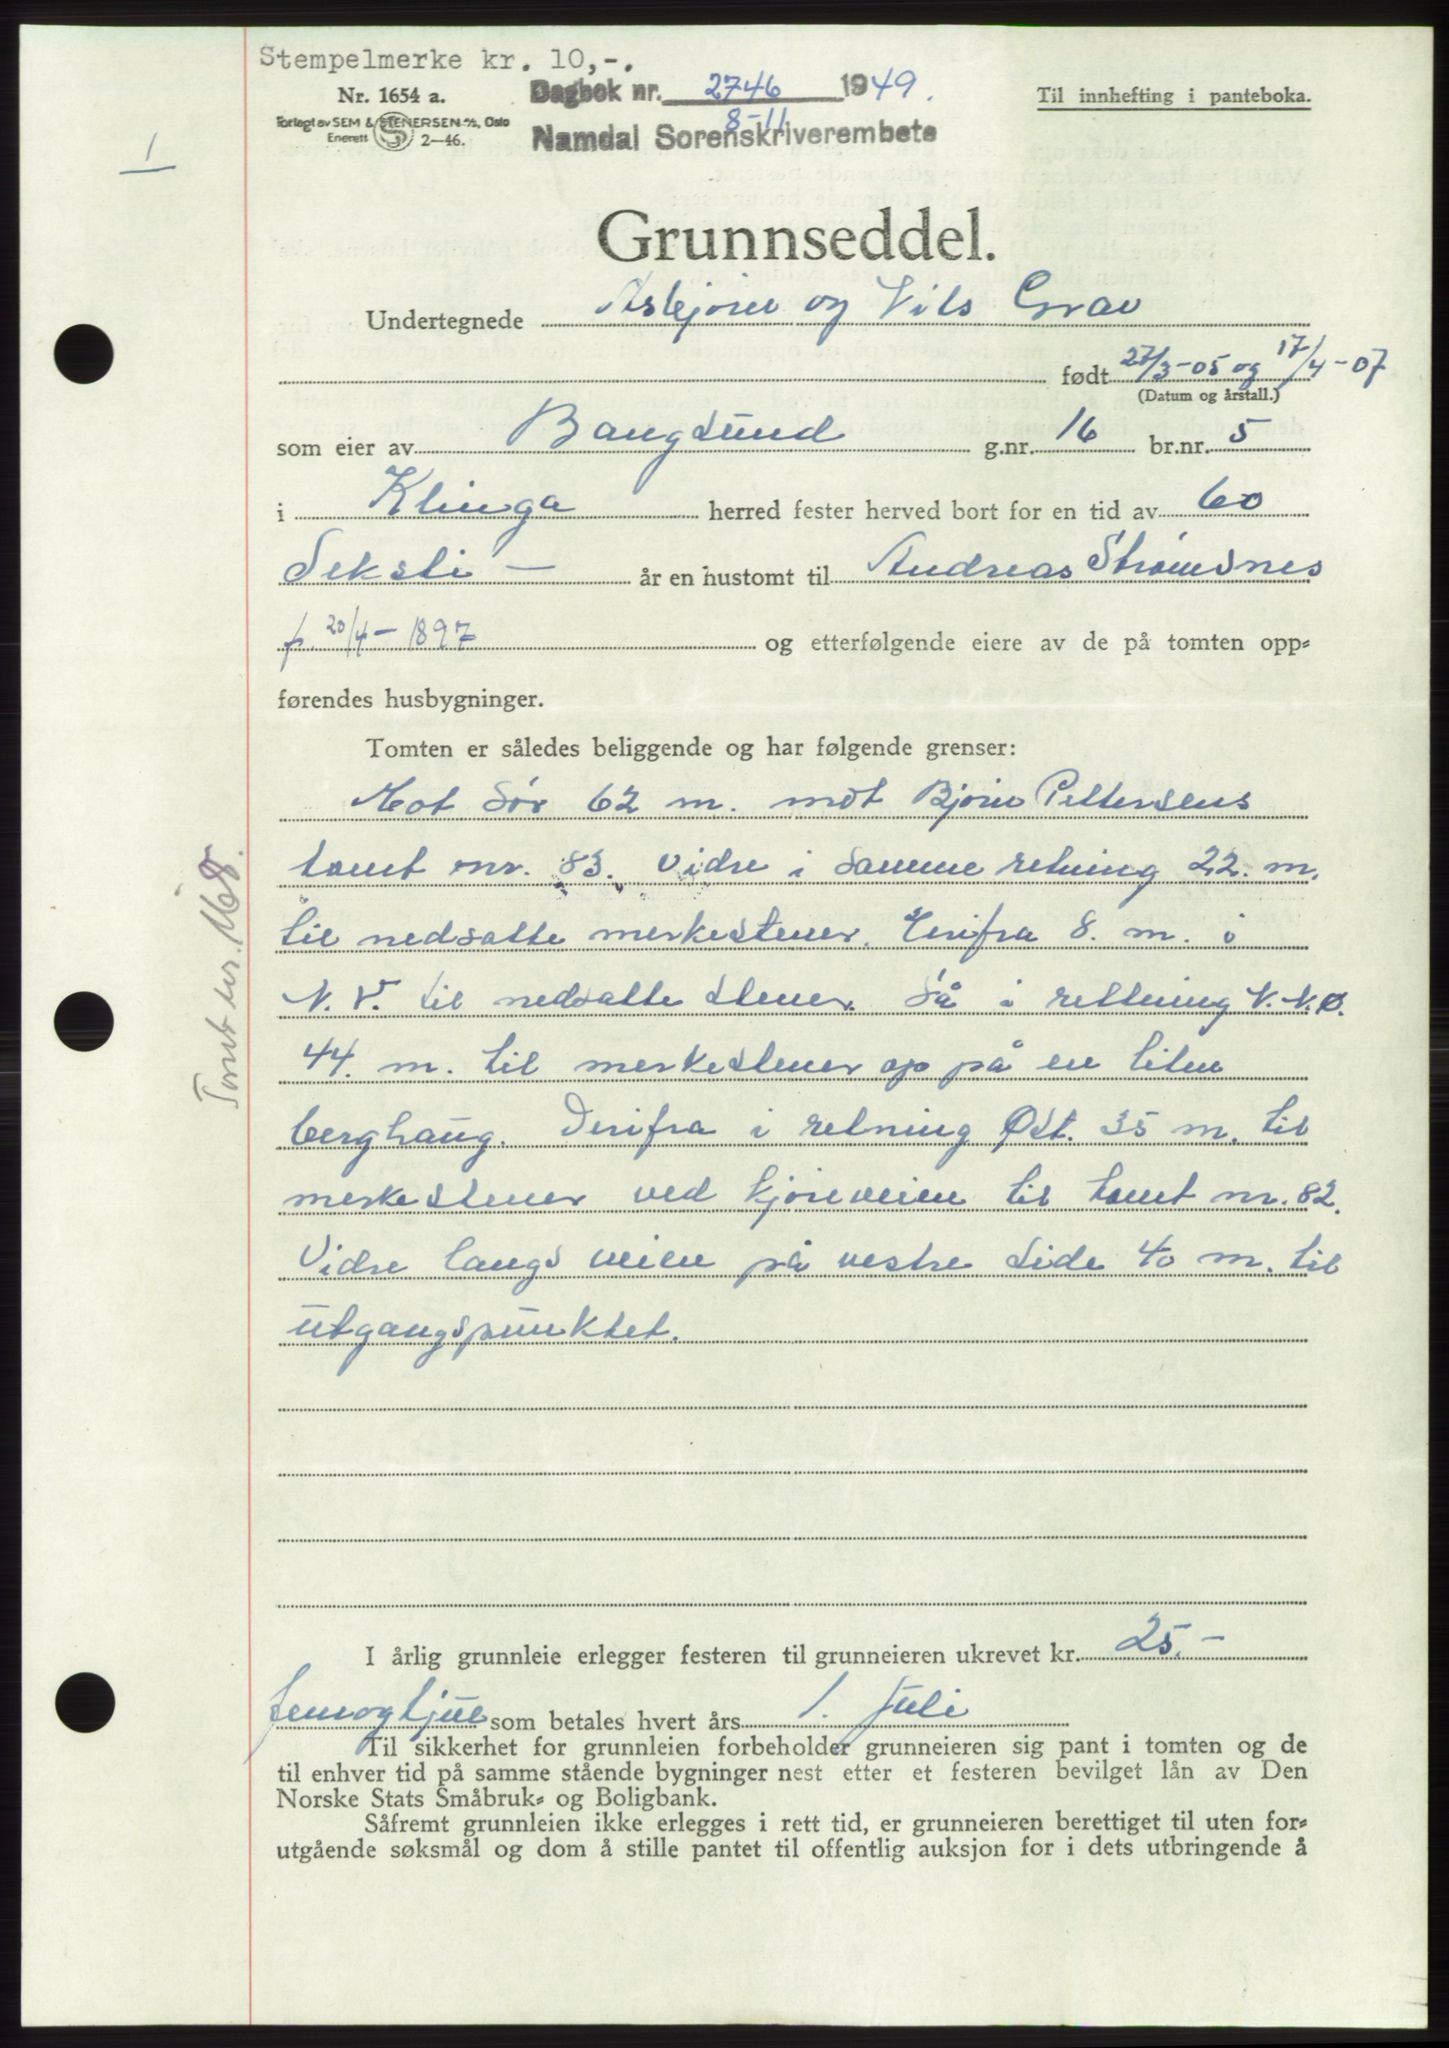 Stempelmerke kr. 10,-.
Nr. 1654 a.
Forlagt av SEM & STENERSEN A/S, Oslo
Enerett 2—46.
Dagbok nr. 2746 1949.
8-11
Namdal Sorenskriverembete
Til innhefting i panteboka.
1
Grunnseddel.
Undertegnede Asbjørn og Nils Grav
født 27/3-05 og 17/4-07
(Datum og årstall.)
som eier av Bangsund g.nr. 16 br.nr. 5
i Klinga herred fester herved bort for en tid av 60
Seksti — år en hustomt til Andreas Strømsnes
f. 20/4-1897 og etterfølgende eiere av de på tomten opp-
førendes husbygninger.
Tomten er således beliggende og har følgende grenser:
Mot Sør 62 m. mot Bjørn Pettersens
tomt nr. 83. Vidre i samme retning 22. m.
til nedsatte merkestener. Derifra 8. m. i
N.V. til nedsatte stener. Så i rettning N.N.Ø.
44. m. til merkestener op på en liten
berghaug. Derifra i retning Øst. 35 m. til
merkestener ved kjøreveien til tomt nr. 82.
Vidre langs veien på vestre side 40 m. til
utgangspunktet.
Tomt nr. 168.
I årlig grunnleie erlegger festeren til grunneieren ukrevet kr. 25,-
femogtjue som betales hvert års 1. juli
Til sikkerhet for grunnleien forbeholder grunneieren sig pant i tomten og de
til enhver tid på samme stående bygninger nest etter et festeren bevilget lån av Den
Norske Stats Småbruk- og Boligbank.
Såfremt grunnleien ikke erlegges i rett tid, er grunneieren berettiget til uten for-
utgående søksmål og dom å stille pantet til offentlig auksjon for i dets utbringende å